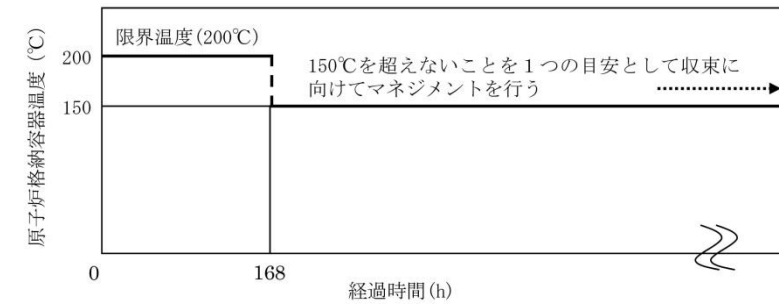 限界温度(200℃)
200
150℃を超えないことを1つの目安として収束に
向けてマネジメントを行う
150
原子炉格納容器温度 (℃)
0
168
経過時間(h)